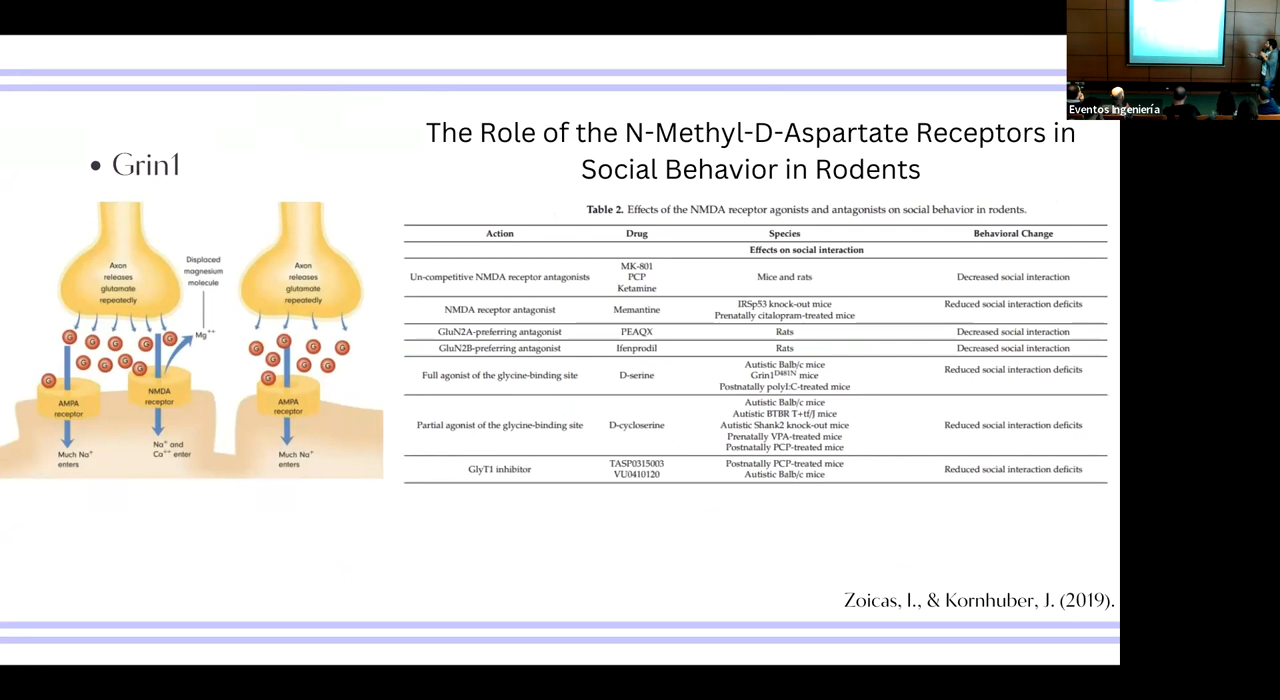 Eventos Ingeniería
The Role of the N-Methyl-D-Aspartate Receptors in
Social Behavior in Rodents
• Grin1
Axon
releases
glutamate
repeatedly
Displaced
magnesium
molecule
Axon
releases
glutamate
repeatedly
Mg++
G G G G G G G G G G
G G G G G G G G
AMPA
receptor
NMDA
receptor
AMPA
receptor
Much Na+
enters
Na+ and
Ca++ enter
Much Na+
enters
Table 2. Effects of the NMDA receptor agonists and antagonists on social behavior in rodents.
Action Drug Species Behavioral Change
Effects on social interaction
Un-competitive NMDA receptor antagonists MK-801 PCP Ketamine Mice and rats Decreased social interaction
NMDA receptor antagonist Memantine IRSp53 knock-out mice Prenatally citalopram-treated mice Reduced social interaction deficits
GluN2A-preferring antagonist PEAQX Rats Decreased social interaction
GluN2B-preferring antagonist Ifenprodil Rats Decreased social interaction
Full agonist of the glycine-binding site D-serine Autistic Balb/c mice Grin1D481N mice Postnatally polyI:C-treated mice Reduced social interaction deficits
Partial agonist of the glycine-binding site D-cycloserine Autistic Balb/c mice Autistic BTBR T+tf/J mice Autistic Shank2 knock-out mice Prenatally VPA-treated mice Postnatally PCP-treated mice Reduced social interaction deficits
GlyT1 inhibitor TASP0315003 VU0410120 Postnatally PCP-treated mice Autistic Balb/c mice Reduced social interaction deficits
Zoicas, I., & Kornhuber, J. (2019).